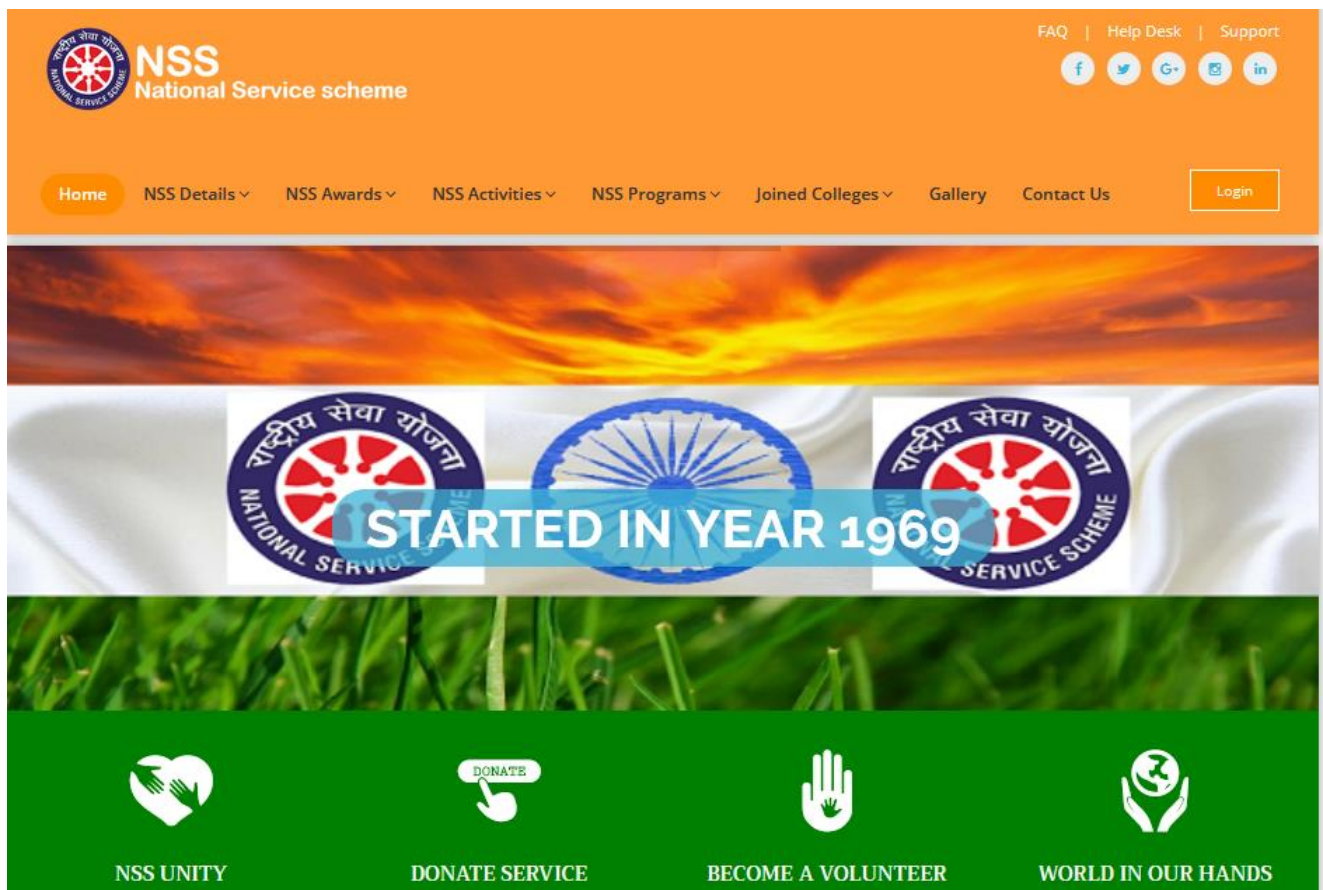 राष्ट्रीय सेवा योजना
NATIONAL SERVICE SCHEME
NSS
National Service scheme
FAQ | Help Desk | Support
Home NSS Details NSS Awards NSS Activities NSS Programs Joined Colleges Gallery Contact Us Login
राष्ट्रीय सेवा योजना
NATIONAL SERVICE
राष्ट्रीय सेवा योजना
SERVICE SCHEME
STARTED IN YEAR 1969
DONATE
NSS UNITY DONATE SERVICE BECOME A VOLUNTEER WORLD IN OUR HANDS